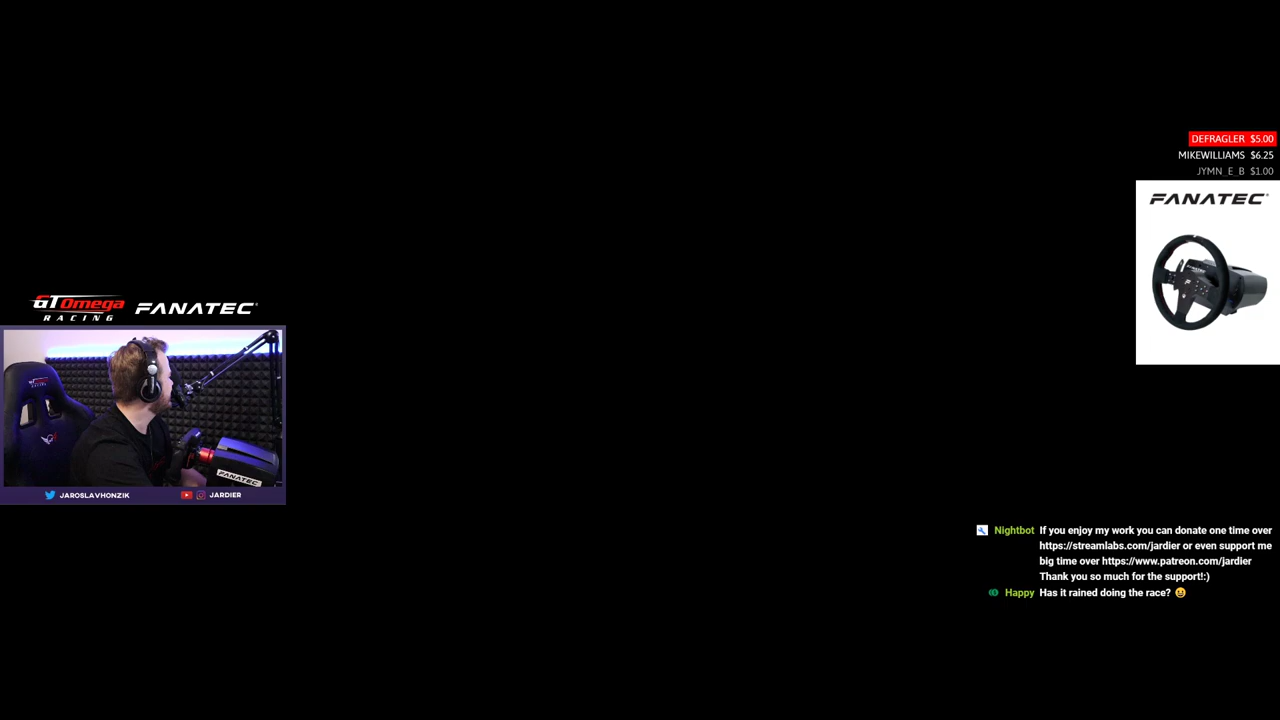 DEFRAGLER $5.00
MIKEWILLIAMS $6.25
JYMN_E_B $1.00
FANATEC
GT Omega
RACING
FANATEC
FANATEC
JAROSLAVHONZIK
JARDIER
Nightbot If you enjoy my work you can donate one time over
https://streamlabs.com/jardier or even support me
big time over https://www.patreon.com/jardier
Thank you so much for the support!:)
Happy Has it rained doing the race? 😆